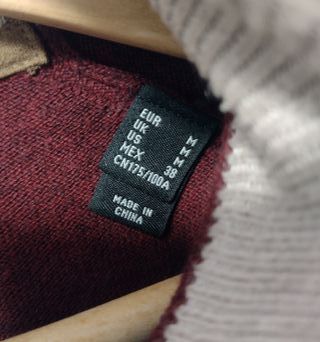 EUR M
UK M
US M
MEX 38
CN175/100A
MADE IN
CHINA